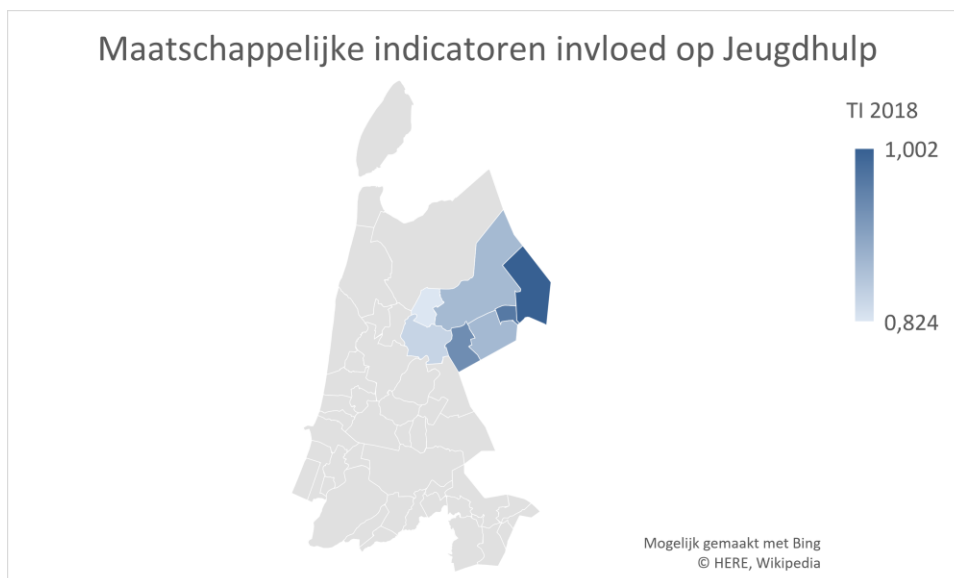 Maatschappelijke indicatoren invloed op Jeugdhulp
TI 2018
1,002
0,824
Mogelijk gemaakt met Bing
© HERE, Wikipedia